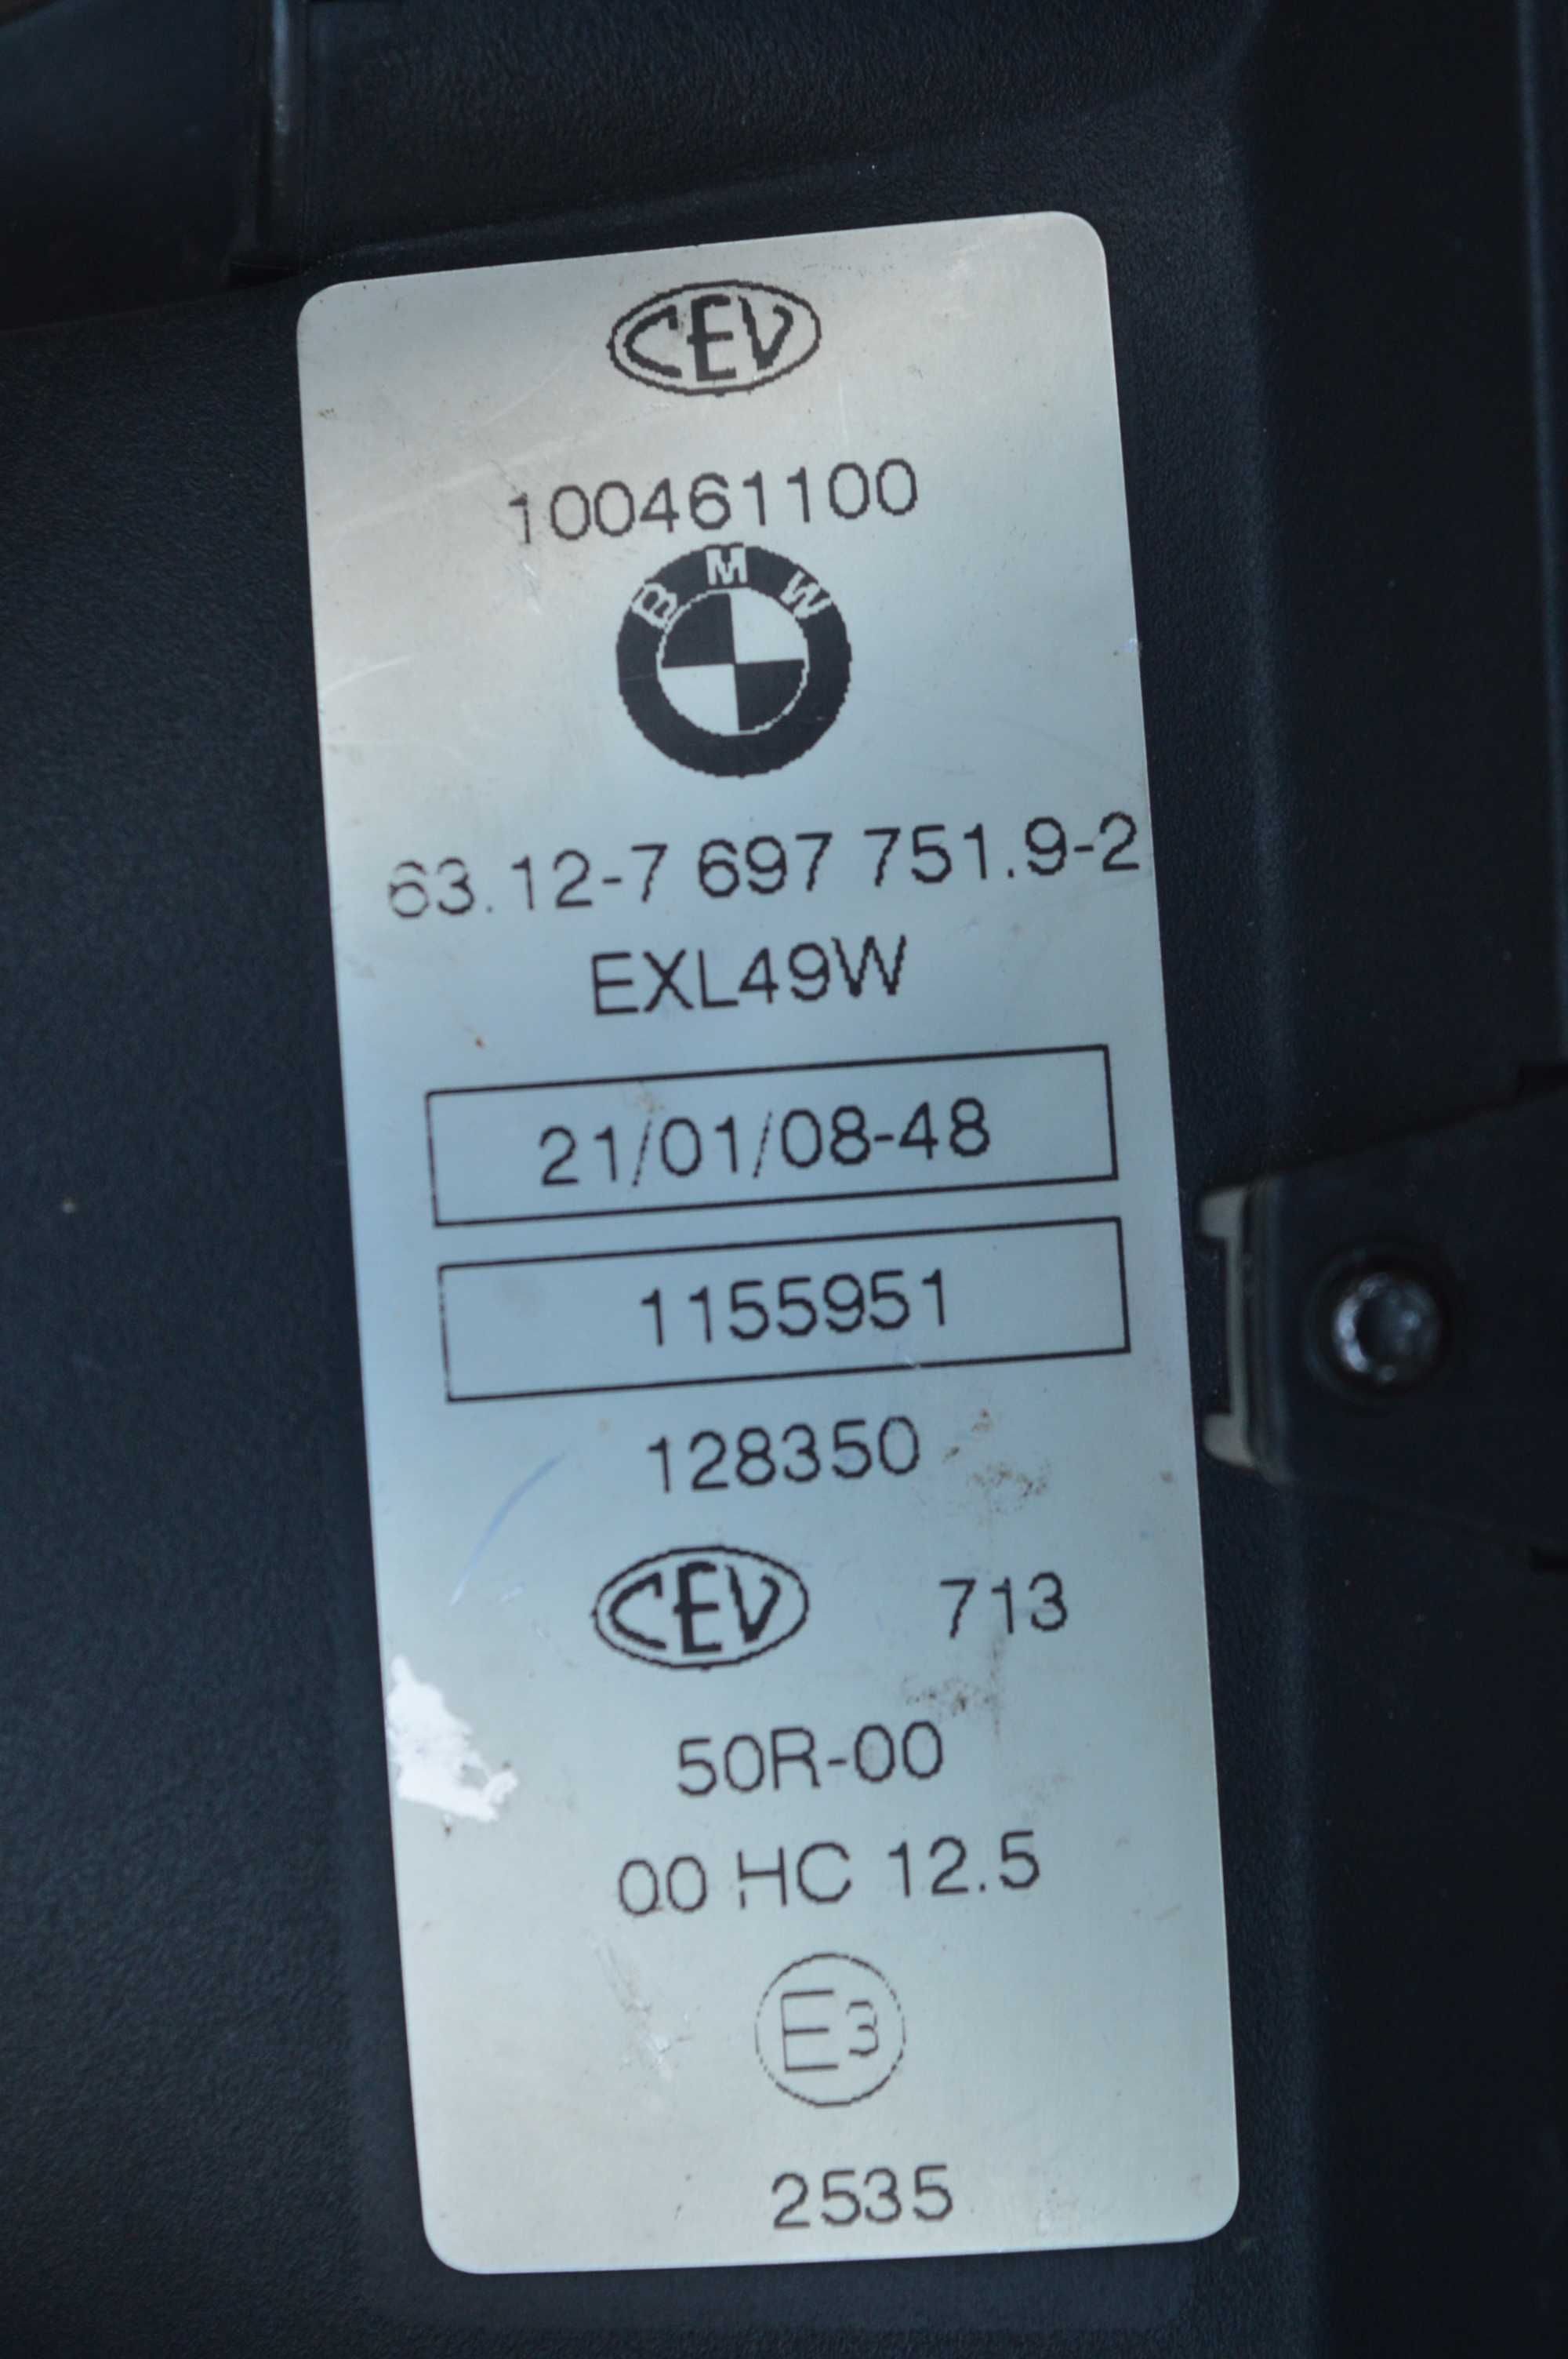 CEV
100461100
BMW
63.12-7 697 751.9-2
EXL49W
21/01/08-48
1155951
128350
CEV 713
50R-00
00 HC 12.5
E3
2535